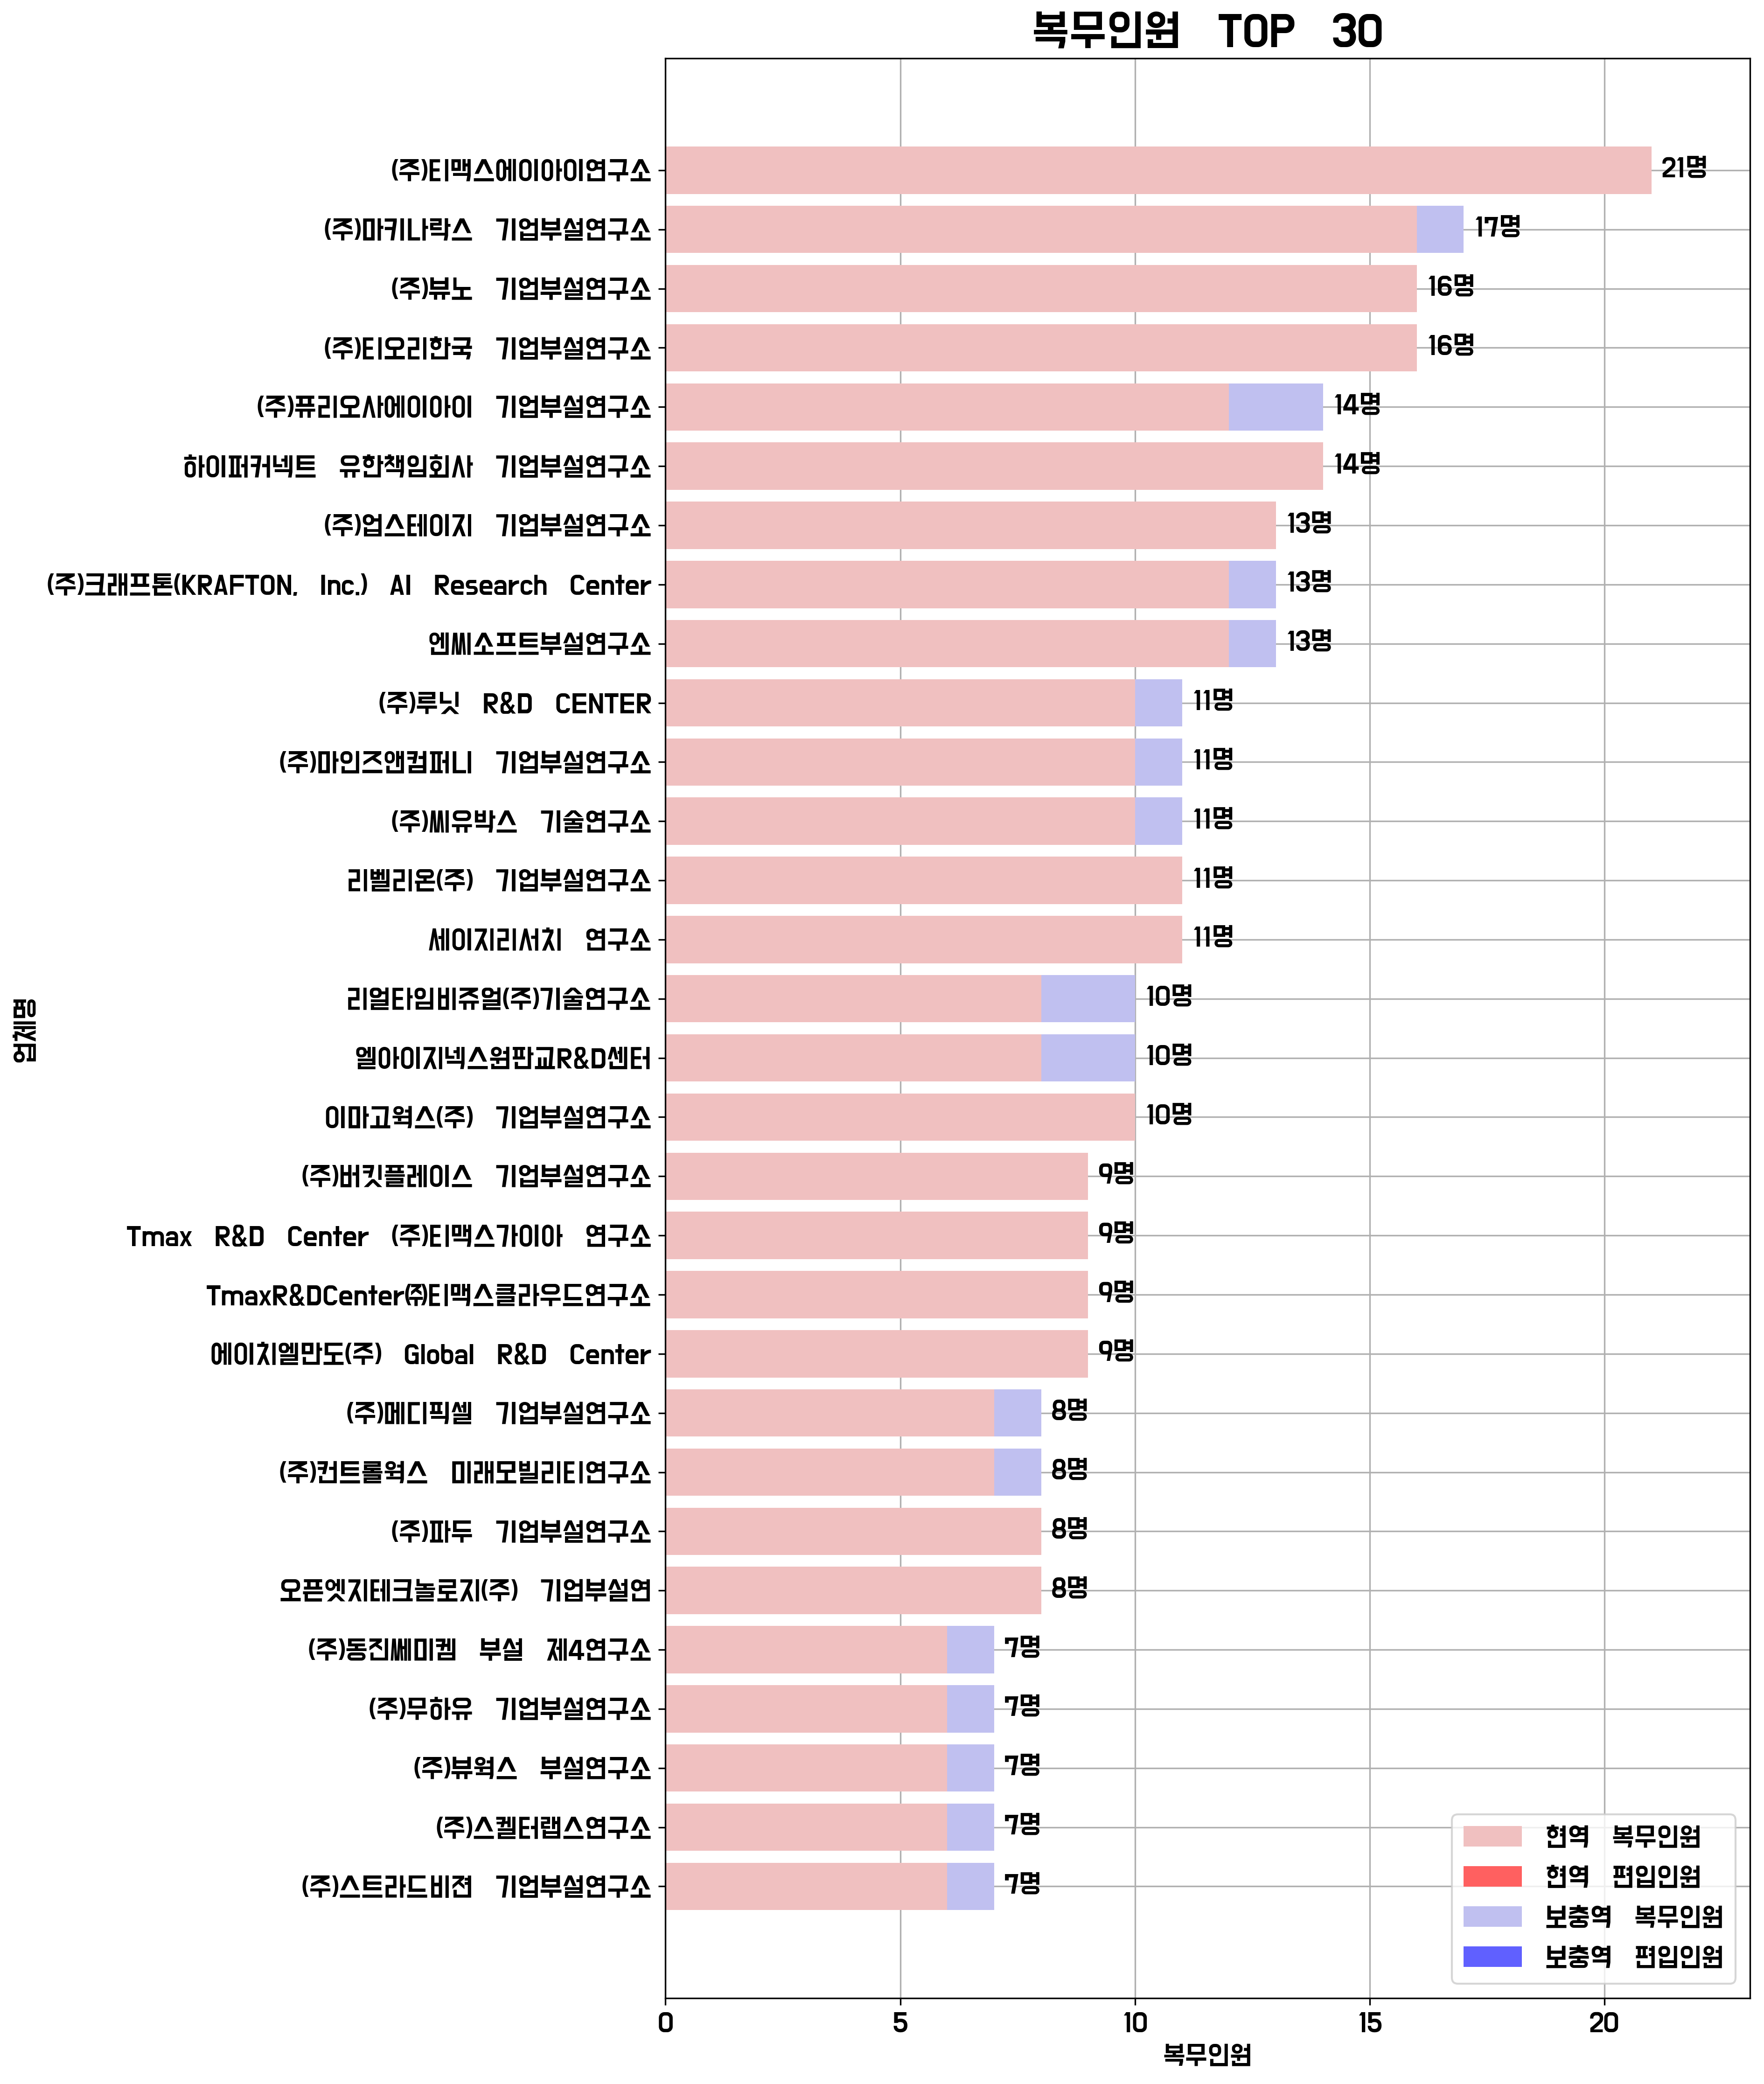 복무인원 TOP 30
(주)티맥스에이아이연구소 21명
(주)마키나락스 기업부설연구소 17명
(주)뷰노 기업부설연구소 16명
(주)티오리한국 기업부설연구소 16명
(주)퓨리오사에이아이 기업부설연구소 14명
하이퍼커넥트 유한책임회사 기업부설연구소 14명
(주)업스테이지 기업부설연구소 13명
(주)크래프톤(KRAFTON, Inc.) AI Research Center 13명
엔씨소프트부설연구소 13명
(주)루닛 R&D CENTER 11명
(주)마인즈앤컴퍼니 기업부설연구소 11명
(주)씨유박스 기술연구소 11명
리벨리온(주) 기업부설연구소 11명
세이지리서치 연구소 11명
리얼타임비쥬얼(주)기술연구소 10명
엘아이지넥스원판교R&D센터 10명
이마고웍스(주) 기업부설연구소 10명
(주)버킷플레이스 기업부설연구소 9명
Tmax R&D Center (주)티맥스가이아 연구소 9명
TmaxR&DCenter㈜티맥스클라우드연구소 9명
에이치엘만도(주) Global R&D Center 9명
(주)메디픽셀 기업부설연구소 8명
(주)컨트롤웍스 미래모빌리티연구소 8명
(주)파두 기업부설연구소 8명
오픈엣지테크놀로지(주) 기업부설연 8명
(주)동진쎄미켐 부설 제4연구소 7명
(주)무하유 기업부설연구소 7명
(주)뷰웍스 부설연구소 7명
(주)스켈터랩스연구소 7명
(주)스트라드비젼 기업부설연구소 7명
업체명
현역 복무인원
현역 편입인원
보충역 복무인원
보충역 편입인원
0 5 10 15 20
복무인원